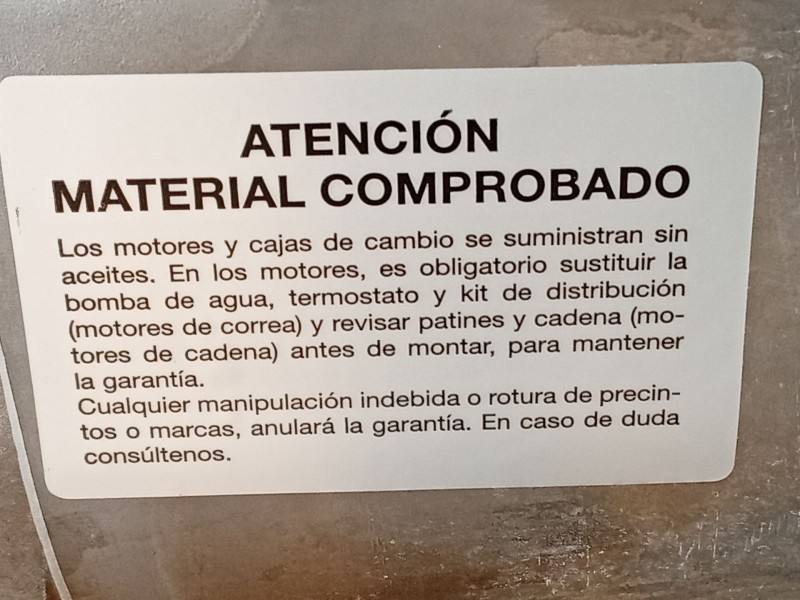 ATENCIÓN
MATERIAL COMPROBADO
Los motores y cajas de cambio se suministran sin
aceites. En los motores, es obligatorio sustituir la
bomba de agua, termostato y kit de distribución
(motores de correa) y revisar patines y cadena (mo-
tores de cadena) antes de montar, para mantener
la garantía.
Cualquier manipulación indebida o rotura de precin-
tos o marcas, anulará la garantía. En caso de duda
consúltenos.